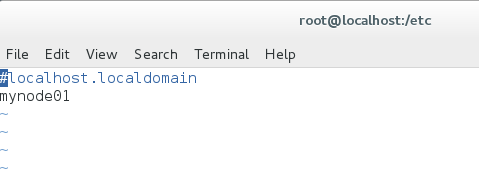 root@localhost:/etc
File Edit View Search Terminal Help
#localhost.localdomain
mynode01
~
~
~
~